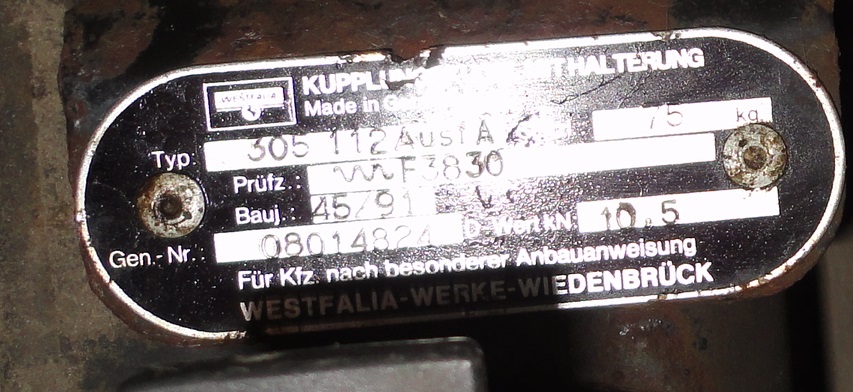 WESTFALIA
HALTERUNG
Made in
Typ 305 112 Ausf A 75 kg
Prüfz.: F3830
Bauj.: 45/91 D-Wert kN 10.5
Gen.-Nr.: 08014824
Für Kfz. nach besonderer Anbauanweisung
WESTFALIA-WERKE-WIEDENBRÜCK